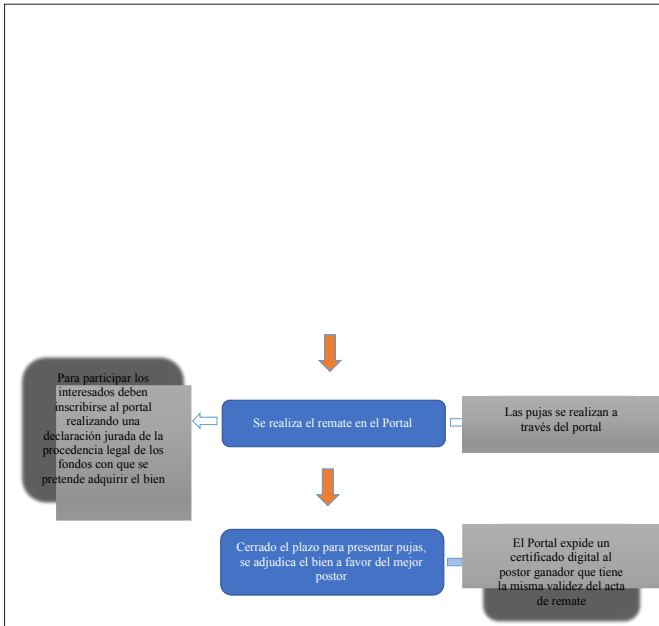 Para participar los
interesados deben
inscribirse al portal
realizando una
declaración jurada de la
procedencia legal de los
fondos con que se
pretende adquirir el bien
Se realiza el remate en el Portal
Las pujas se realizan a
través del portal
Cerrado el plazo para presentar pujas,
se adjudica el bien a favor del mejor
postor
El Portal expide un
certificado digital al
postor ganador que tiene
la misma validez del acta
de remate